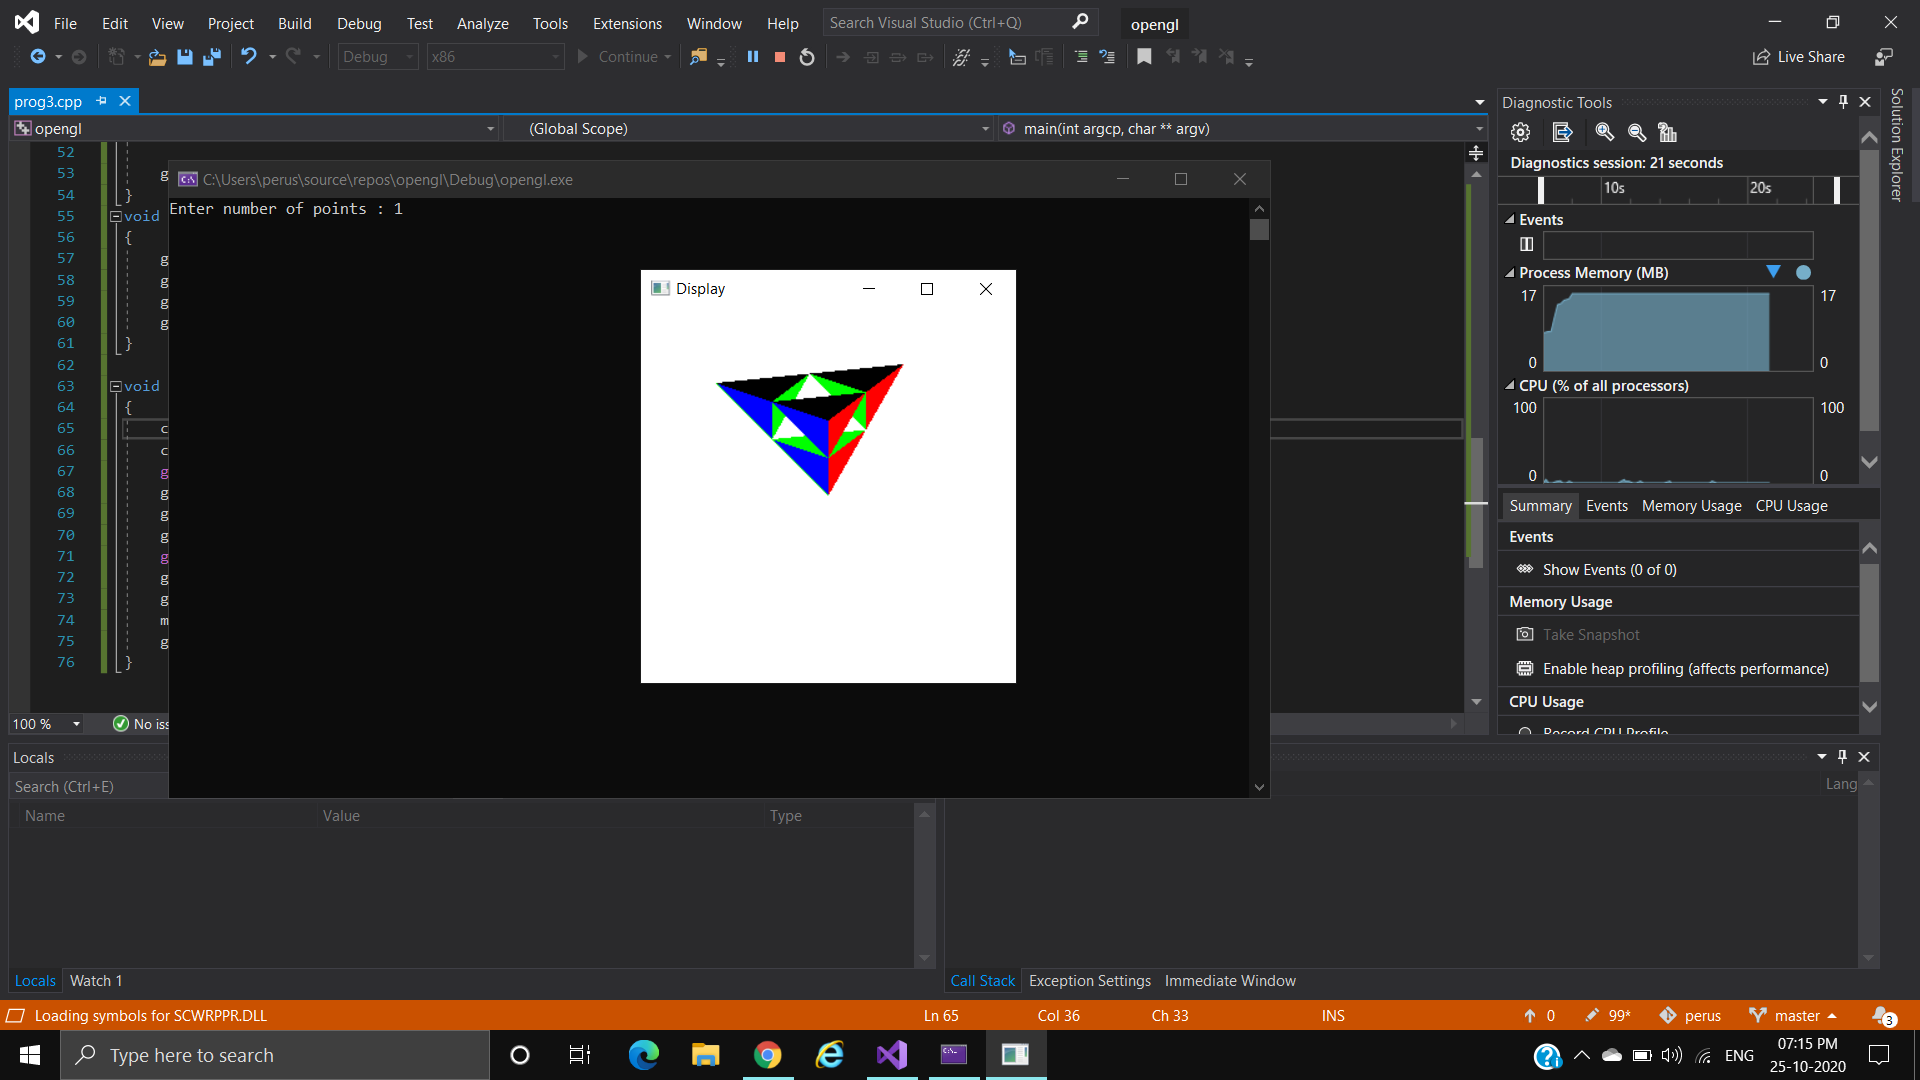 File Edit View Project Build Debug Test Analyze Tools Extensions Window Help Search Visual Studio (Ctrl+Q) opengl
Debug x86 Continue Live Share
prog3.cpp
opengl (Global Scope) main(int argcp, char ** argv)
52
53 g
54 }
55 void
56 {
57 g
58 g
59 g
60 g
61 }
62
63 void
64 {
65 c
66 c
67 g
68 g
69 g
70 g
71 g
72 g
73 g
74 m
75 g
76 }
100 % No iss
C:\Users\perus\source\repos\opengl\Debug\opengl.exe
Enter number of points : 1
Display
Diagnostic Tools
Diagnostics session: 21 seconds
10s 20s
Events
Process Memory (MB)
17 17
0 0
CPU (% of all processors)
100 100
0 0
Summary Events Memory Usage CPU Usage
Events
Show Events (0 of 0)
Memory Usage
Take Snapshot
Enable heap profiling (affects performance)
CPU Usage
Record CPU Profile
Solution Explorer
Locals
Search (Ctrl+E)
Name Value Type
Locals Watch 1
Lang
Call Stack Exception Settings Immediate Window
Loading symbols for SCWRPPR.DLL Ln 65 Col 36 Ch 33 INS 0 99* perus master 3
Type here to search
ENG 07:15 PM
25-10-2020